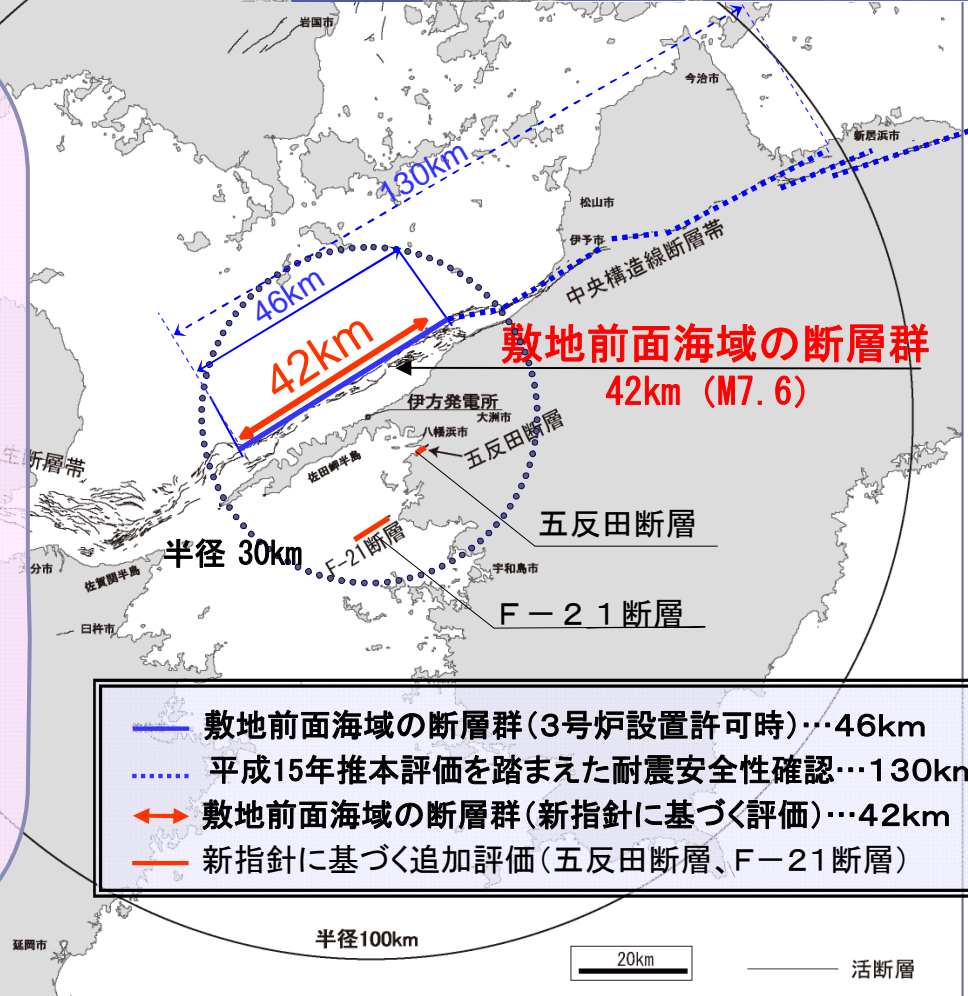 岩国市
今治市
新居浜市
130km
松山市
伊予市
中央構造線断層帯
46km
42km
敷地前面海域の断層群
42km (M7.6)
伊方発電所
大洲市
八幡浜市
五反田断層
佐田岬半島
生断層帯
五反田断層
半径 30km
F-21断層
分市
佐賀関半島
宇和島市
F－21断層
臼杵市
敷地前面海域の断層群(3号炉設置許可時)…46km
平成15年推本評価を踏まえた耐震安全性確認…130km
敷地前面海域の断層群(新指針に基づく評価)…42km
新指針に基づく追加評価(五反田断層、F－21断層)
延岡市
半径100km
20km
活断層